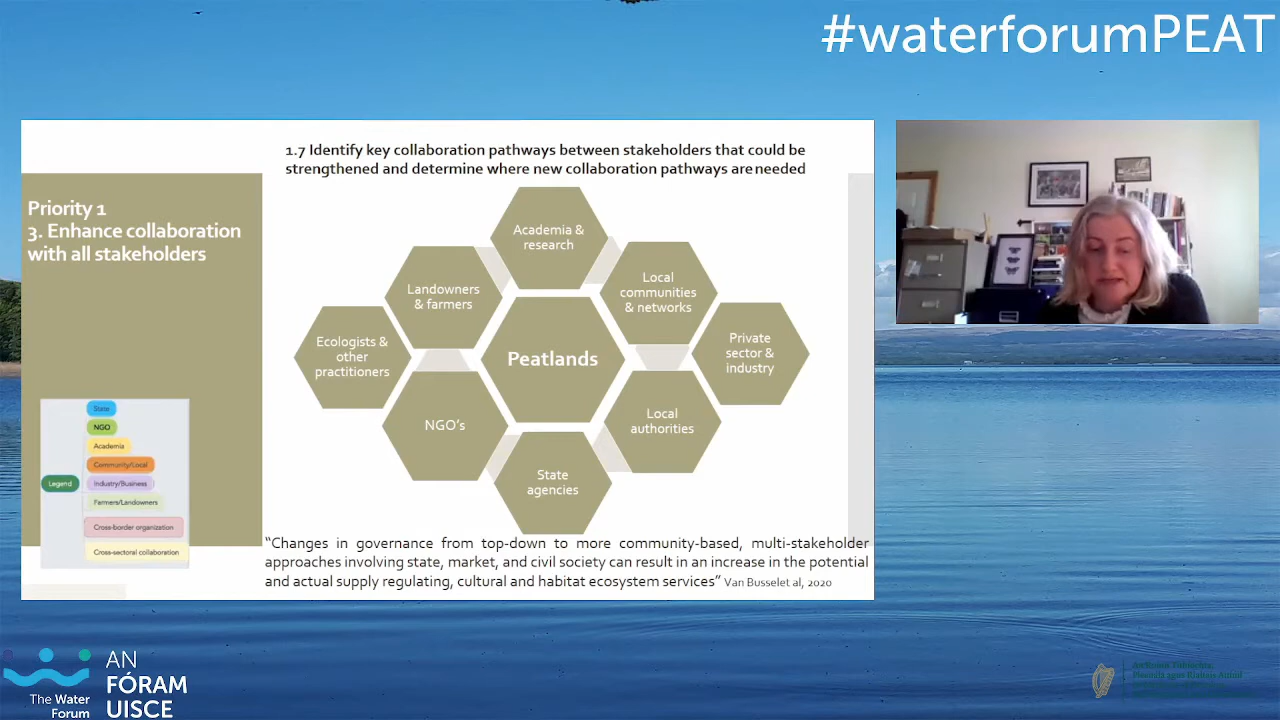 #waterforumPEAT
1.7 Identify key collaboration pathways between stakeholders that could be
strengthened and determine where new collaboration pathways are needed
Priority 1
3. Enhance collaboration
with all stakeholders
Academia &
research
Landowners
& farmers
Local
communities
& networks
Ecologists &
other
practitioners
Peatlands
Private
sector &
industry
NGO's
Local
authorities
State
agencies
State
NGO
Academia
Community/Local
Legend
Industry/Business
Farmers/Landowners
Cross-border organization
Cross-sectoral collaboration
"Changes in governance from top-down to more community-based, multi-stakeholder
approaches involving state, market, and civil society can result in an increase in the potential
and actual supply regulating, cultural and habitat ecosystem services" Van Busselet al, 2020
The Water
Forum
AN
FÓRAM
UISCE